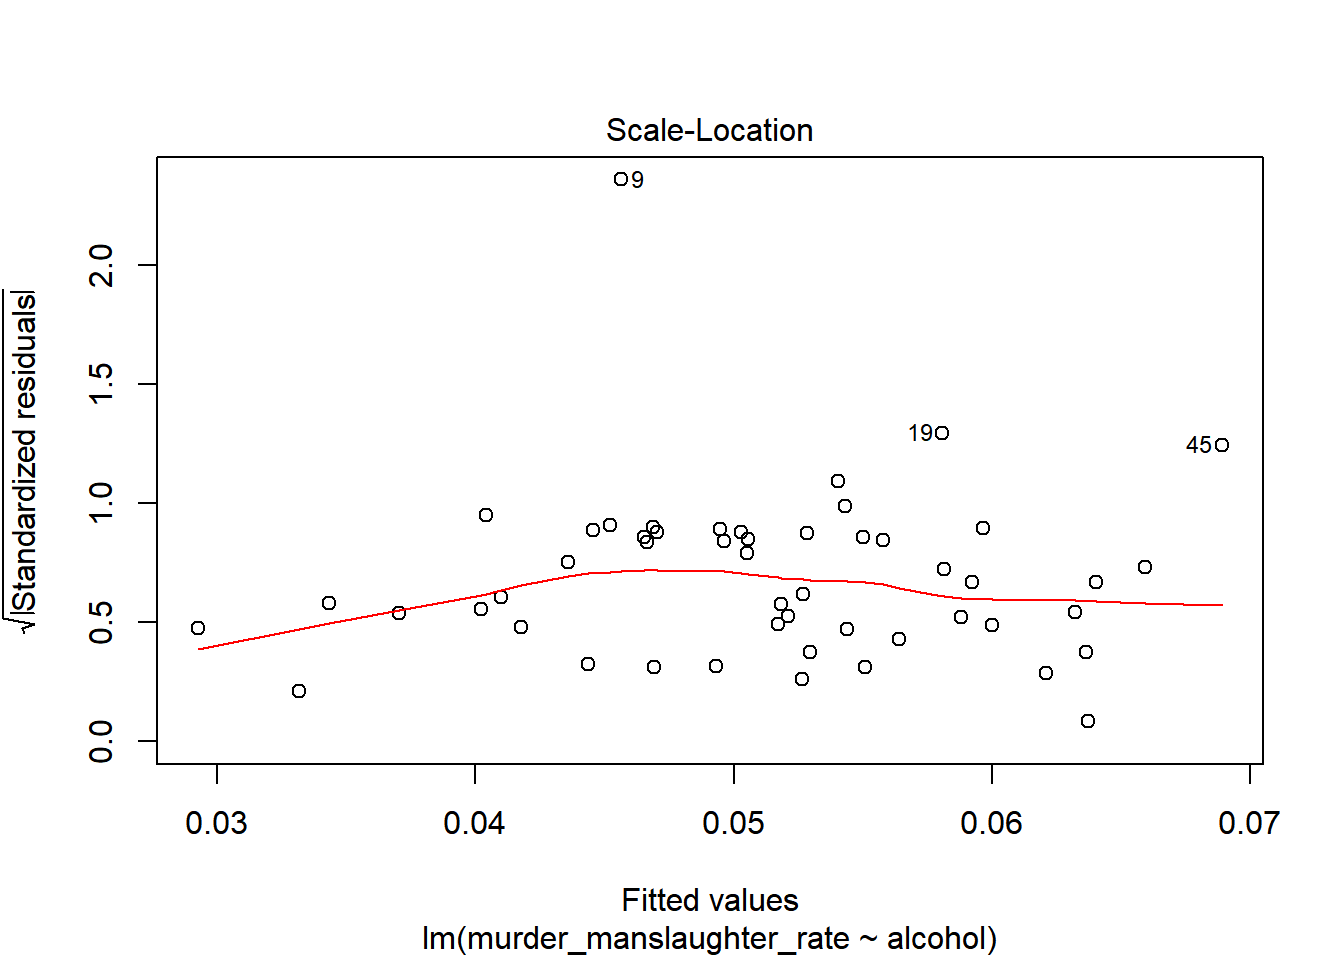 Scale-Location
√|Standardized residuals|
2.0
1.5
1.0
0.5
0.0
9
19
45
0.03 0.04 0.05 0.06 0.07
Fitted values
lm(murder_manslaughter_rate ~ alcohol)